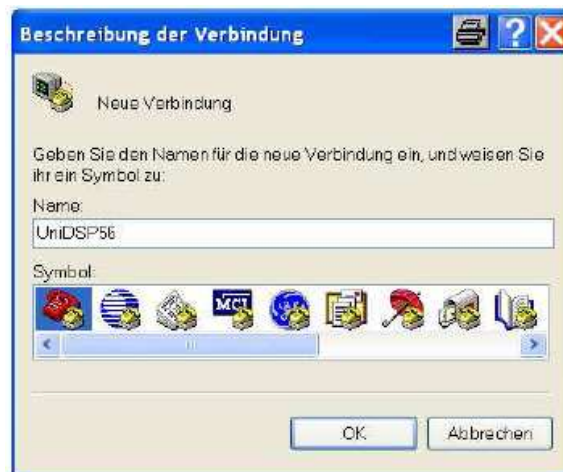 Beschreibung der Verbindung
Neue Verbindung
Geben Sie den Namen für die neue Verbindung ein, und weisen Sie
ihr ein Symbol zu:
Name:
UniDSP56
Symbol:
MCI
OK
Abbrechen